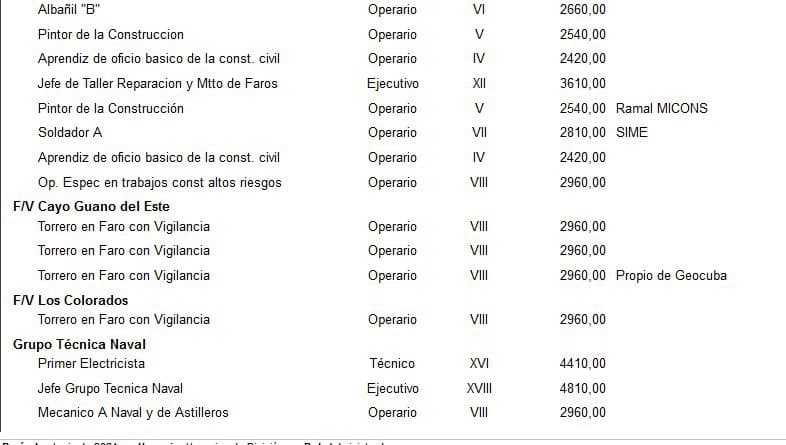 Albañil "B" Operario VI 2660,00
Pintor de la Construccion Operario V 2540,00
Aprendiz de oficio basico de la const. civil Operario IV 2420,00
Jefe de Taller Reparacion y Mtto de Faros Ejecutivo XII 3610,00
Pintor de la Construcción Operario V 2540,00 Ramal MICONS
Soldador A Operario VII 2810,00 SIME
Aprendiz de oficio basico de la const. civil Operario IV 2420,00
Op. Espec en trabajos const altos riesgos Operario VIII 2960,00
F/V Cayo Guano del Este
Torrero en Faro con Vigilancia Operario VIII 2960,00
Torrero en Faro con Vigilancia Operario VIII 2960,00
Torrero en Faro con Vigilancia Operario VIII 2960,00 Propio de Geocuba
F/V Los Colorados
Torrero en Faro con Vigilancia Operario VIII 2960,00
Grupo Técnica Naval
Primer Electricista Técnico XVI 4410,00
Jefe Grupo Tecnica Naval Ejecutivo XVIII 4810,00
Mecanico A Naval y de Astilleros Operario VIII 2960,00